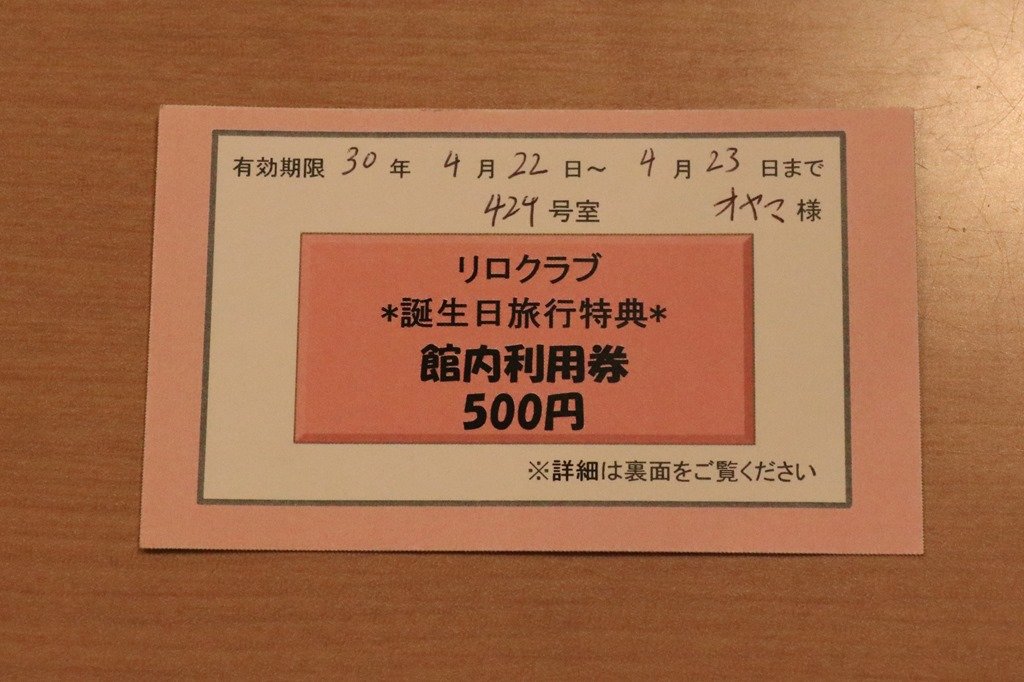 有効期限 30 年 4 月 22 日～ 4 月 23 日まで
424 号室 オヤマ 様
リロクラブ
*誕生日旅行特典*
館内利用券
500円
※詳細は裏面をご覧ください